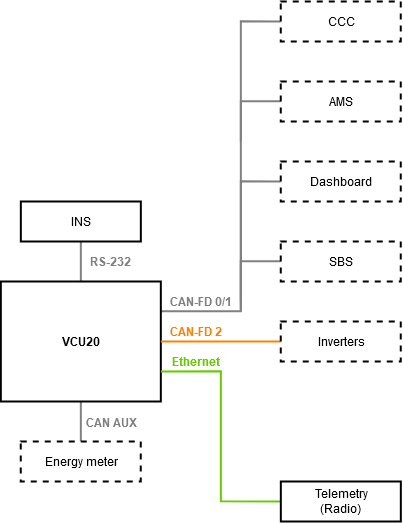 CCC
AMS
Dashboard
INS
SBS
RS-232
CAN-FD 0/1
CAN-FD 2
VCU20
Inverters
Ethernet
CAN AUX
Energy meter
Telemetry
(Radio)